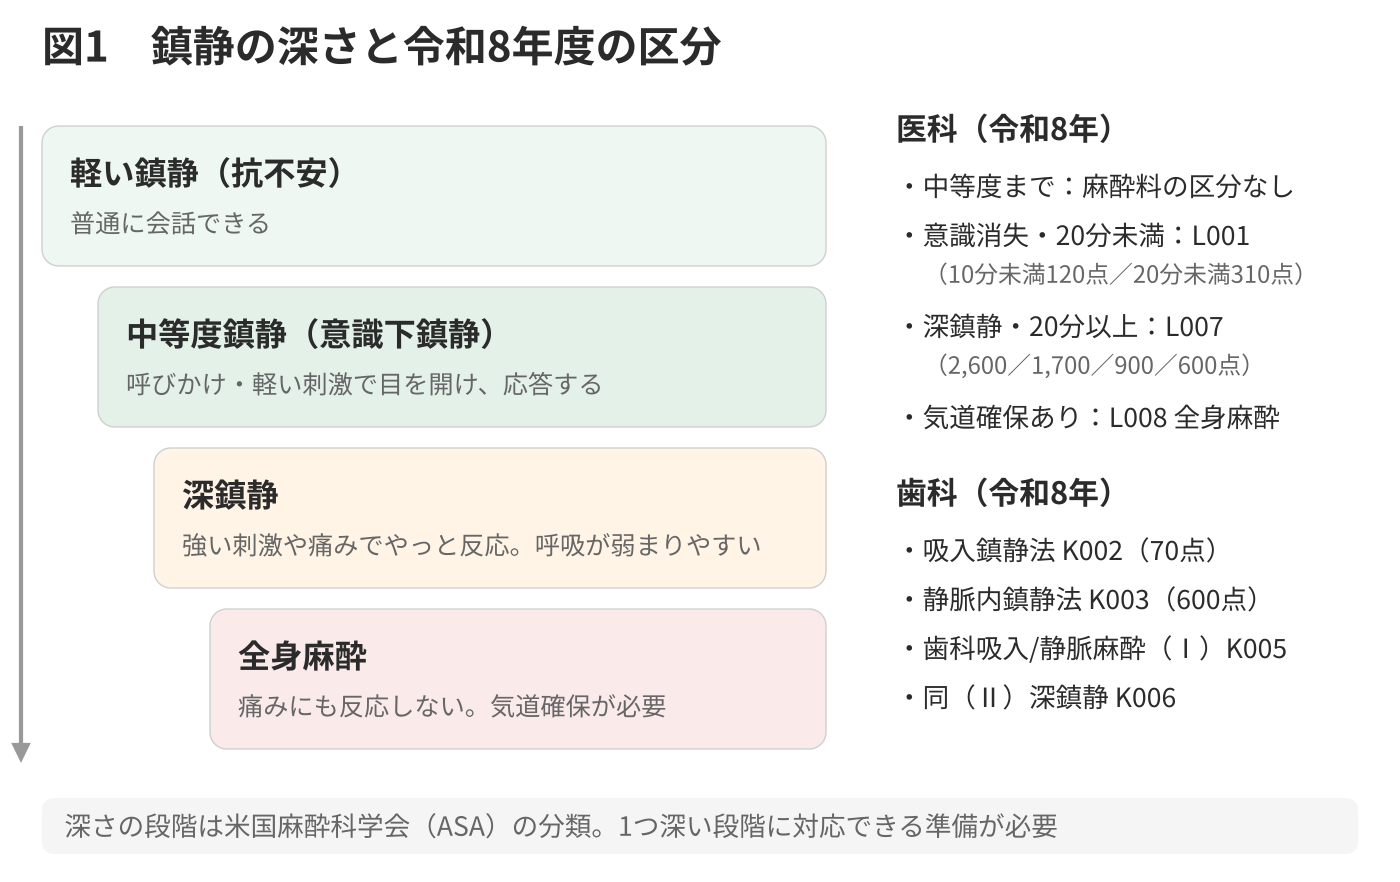 図1　鎮静の深さと令和8年度の区分
軽い鎮静（抗不安）
普通に会話できる
中等度鎮静（意識下鎮静）
呼びかけ・軽い刺激で目を開け、応答する
深鎮静
強い刺激や痛みでやっと反応。呼吸が弱まりやすい
全身麻酔
痛みにも反応しない。気道確保が必要
医科（令和8年）
・中等度まで：麻酔料の区分なし
・意識消失・20分未満：L001
（10分未満120点／20分未満310点）
・深鎮静・20分以上：L007
（2,600／1,700／900／600点）
・気道確保あり：L008 全身麻酔
歯科（令和8年）
・吸入鎮静法 K002（70点）
・静脈内鎮静法 K003（600点）
・歯科吸入/静脈麻酔（Ⅰ）K005
・同（Ⅱ）深鎮静 K006
深さの段階は米国麻酔科学会（ASA）の分類。1つ深い段階に対応できる準備が必要